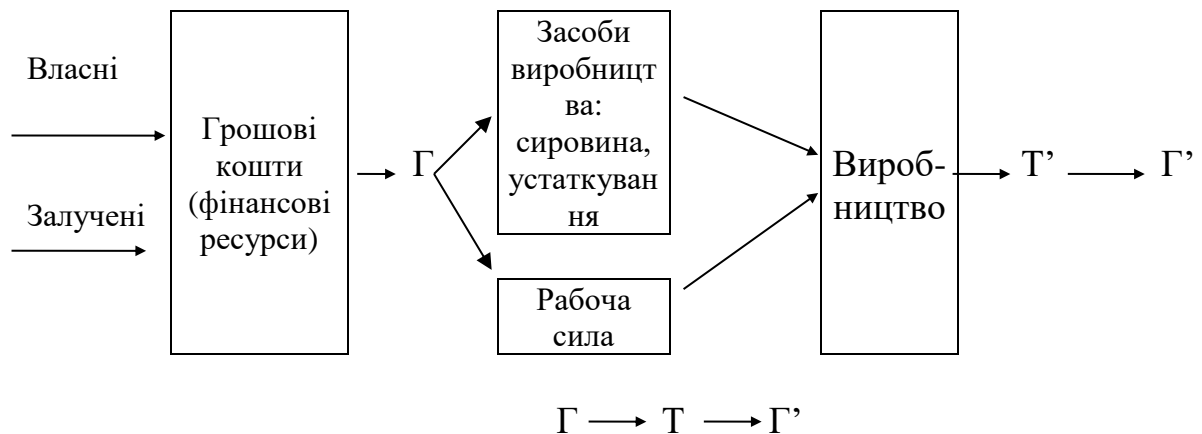 Власні
Залучені
Грошові
кошти
(фінансові
ресурси)
Г
Засоби
виробницт
ва:
сировина,
устаткуван
ня
Рабоча
сила
Вироб-
ництво
Т’
Г’
Г Т Г’